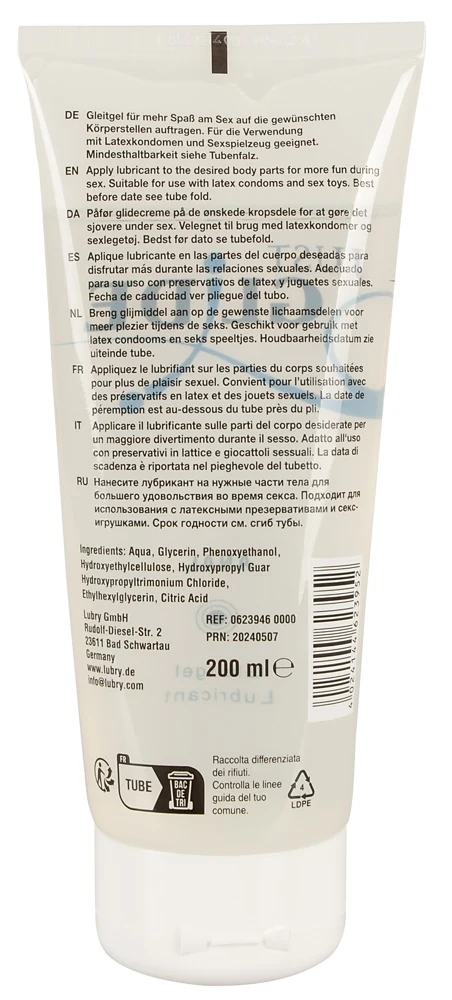 DE Gleitgel für mehr Spaß am Sex auf die gewünschten
Körperstellen auftragen. Für die Verwendung
mit Latexkondomen und Sexspielzeug geeignet.
Mindesthaltbarkeit siehe Tubenfalz.
EN Apply lubricant to the desired body parts for more fun during
sex. Suitable for use with latex condoms and sex toys. Best
before date see tube fold.
DA Påfør glidecreme på de ønskede kropsdele for at gøre det
sjovere under sex. Velegnet til brug med latexkondomer og
sexlegetøj. Bedst før dato se tubefold.
ES Aplique lubricante en las partes del cuerpo deseadas para
disfrutar más durante las relaciones sexuales. Adecuado
para su uso con preservativos de latex y juguetes sexuales.
Fecha de caducidad ver pliegue del tubo.
NL Breng glijmiddel aan op de gewenste lichaamsdelen voor
meer plezier tijdens de seks. Geschikt voor gebruik met
latex condooms en seks speeltjes. Houdbaarheidsdatum zie
uiteinde tube.
FR Appliquez le lubrifiant sur les parties du corps souhaitées
pour plus de plaisir sexuel. Convient pour l'utilisation avec
des préservatifs en latex et des jouets sexuels. La date de
péremption est au-dessous du tube près du pli.
IT Applicare il lubrificante sulle parti del corpo desiderate per
un maggiore divertimento durante il sesso. Adatto all'uso
con preservativi in lattice e giocattoli sessuali. La data di
scadenza è riportata nel pieghevole del tubetto.
RU Нанесите лубрикант на нужные части тела для
большего удовольствия во время секса. Подходит для
использования с латексными презервативами и секс-
игрушками. Срок годности см. сгиб тубы.
Ingredients: Aqua, Glycerin, Phenoxyethanol,
Hydroxyethylcellulose, Hydroxypropyl Guar
Hydroxypropyltrimonium Chloride,
Ethylhexylglycerin, Citric Acid
Lubry GmbH
Rudolf-Diesel-Str. 2
23611 Bad Schwartau
Germany
www.lubry.de
info@lubry.com
REF: 0623946 0000
PRN: 20240507
200 ml e
4 024144 623952
gel
Lubricant
FR
TUBE
BAC
DE
TRI
Raccolta differenziata
dei rifiuti.
Controlla le linee
guida del tuo
comune.
4
LDPE